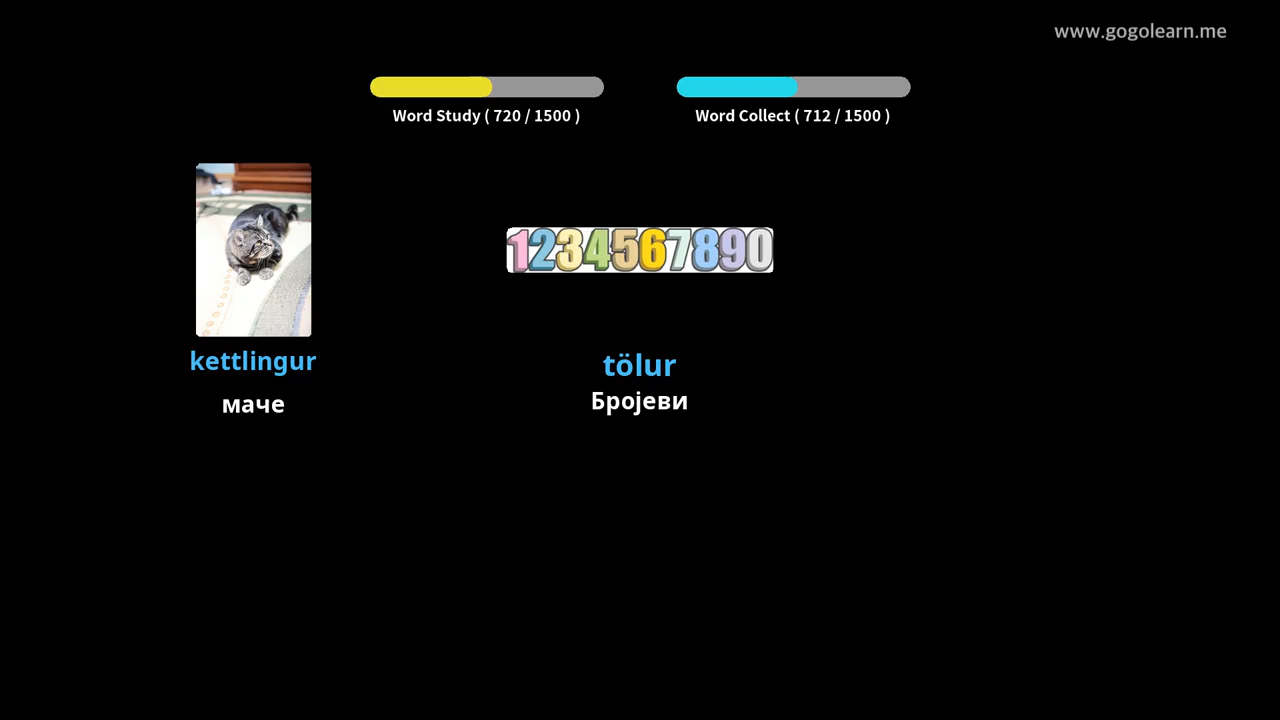 www.gogolearn.me
Word Study ( 720 / 1500 )
Word Collect ( 712 / 1500 )
1234567890
kettlingur
маче
tölur
Бројеви